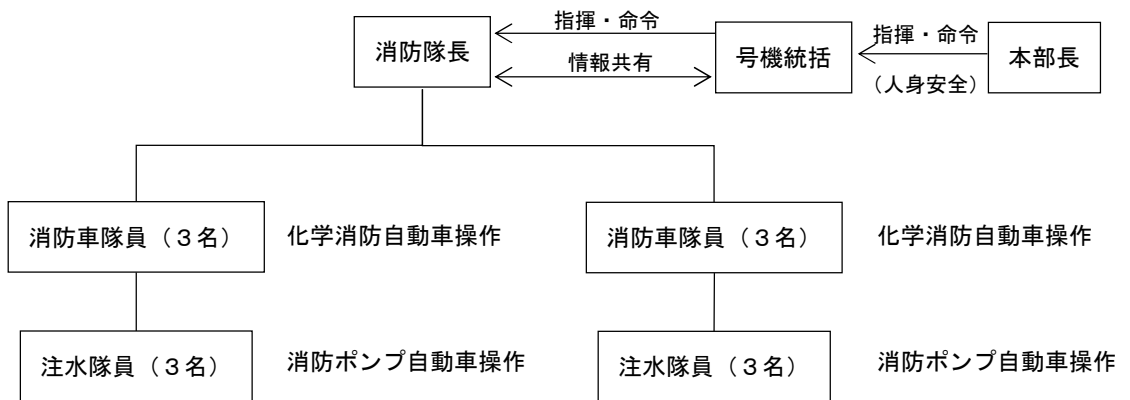 指揮・命令
消防隊長
情報共有
号機統括
指揮・命令
(人身安全)
本部長
消防車隊員(3名)
化学消防自動車操作
消防車隊員(3名)
化学消防自動車操作
注水隊員(3名)
消防ポンプ自動車操作
注水隊員(3名)
消防ポンプ自動車操作